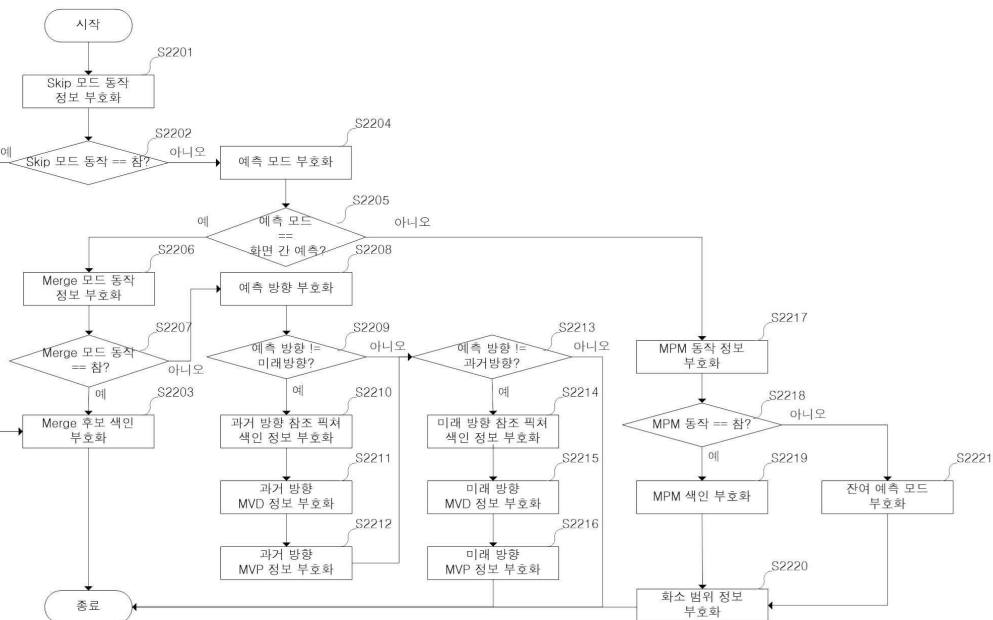 시작
S2201
Skip 모드 동작
정보 부호화
S2202
예
Skip 모드 동작 == 참?
아니오
S2204
예측 모드 부호화
S2205
예
예측 모드
==
화면 간 예측?
아니오
S2206
Merge 모드 동작
정보 부호화
S2208
예측 방향 부호화
S2207
Merge 모드 동작
== 참?
아니오
예
S2209
예측 방향 !=
미래방향?
아니오
예
S2213
예측 방향 !=
과거방향?
아니오
예
S2217
MPM 동작 정보
부호화
S2203
Merge 후보 색인
부호화
S2210
과거 방향 참조 픽쳐
색인 정보 부호화
S2214
미래 방향 참조 픽쳐
색인 정보 부호화
S2218
MPM 동작 == 참?
아니오
예
S2211
과거 방향
MVD 정보 부호화
S2215
미래 방향
MVD 정보 부호화
S2219
MPM 색인 부호화
S2221
잔여 예측 모드
부호화
S2212
과거 방향
MVP 정보 부호화
S2216
미래 방향
MVP 정보 부호화
S2220
화소 범위 정보
부호화
종료